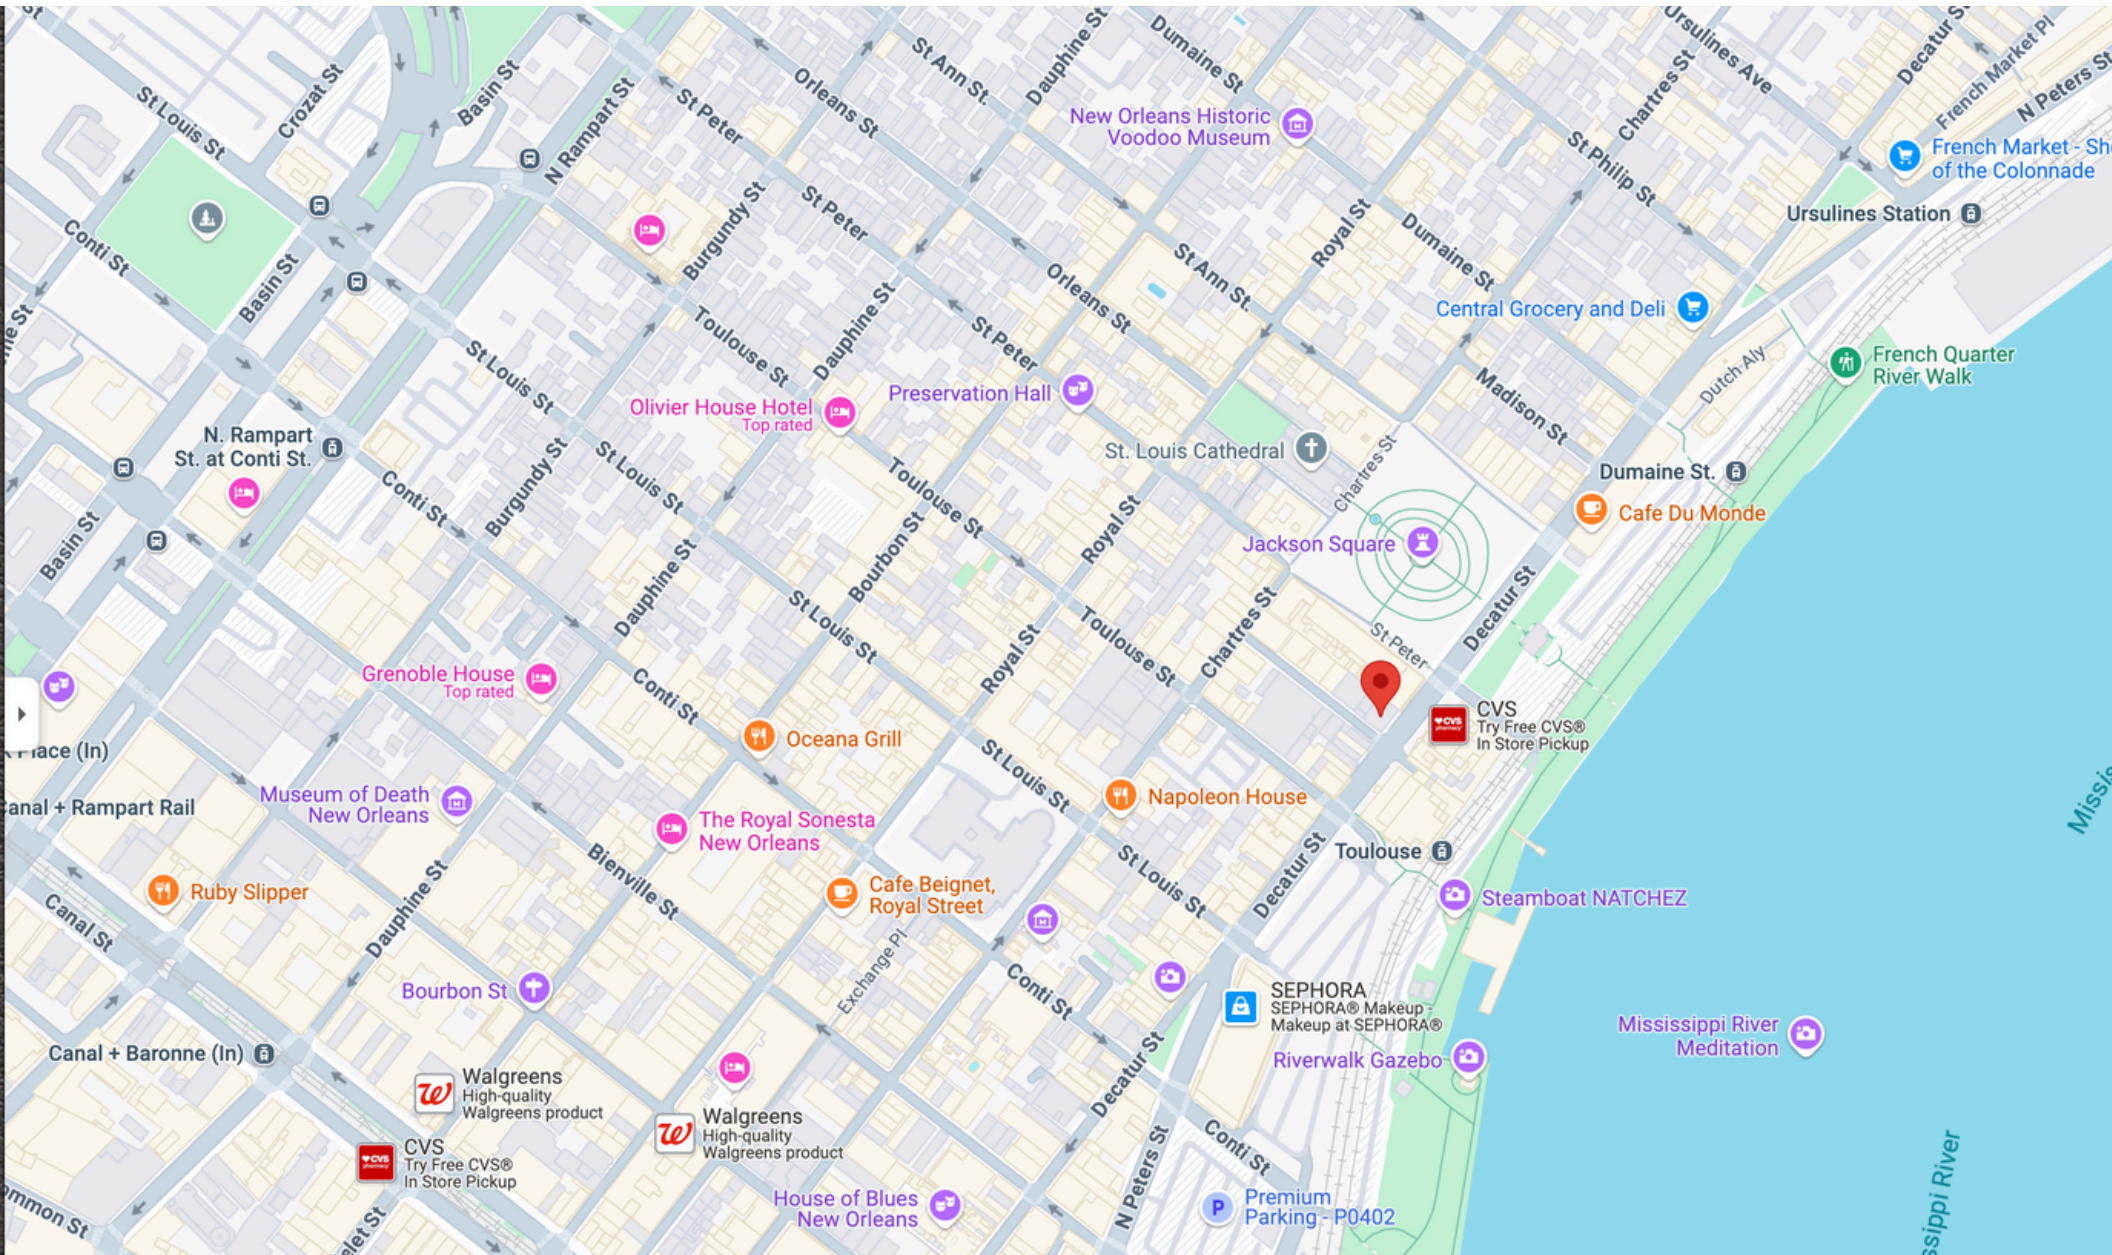 St Louis St
Crozat St
Basin St
N Rampart St
St Peter
Orleans St
St Ann St.
Dauphine St
Dumaine St
Ursulines Ave
Chartres St
Decatur S
French Market Pl
N Peters St
New Orleans Historic
Voodoo Museum
St Philip St
French Market - Sh
of the Colonnade
Ursulines Station
Conti St
Basin St
Burgundy St
St Peter
Royal St
Dumaine St
St Ann St.
Orleans St
Central Grocery and Deli
St Peter
Toulouse St
Dauphine St
St Louis St
French Quarter
River Walk
Dutch Aly
Madison St
Preservation Hall
Olivier House Hotel
Top rated
N. Rampart
St. at Conti St.
St. Louis Cathedral
Chartres St
Dumaine St.
Cafe Du Monde
Conti St
Burgundy St
St Louis St
Toulouse St
Royal St
Bourbon St
Jackson Square
Basin St
Dauphine St
St Louis St
Decatur St
Chartres St
St Peter
Toulouse St
Royal St
Grenoble House
Top rated
Conti St
CVS
Try Free CVS®
In Store Pickup
Oceana Grill
Place (In)
St Louis St
Museum of Death
New Orleans
anal + Rampart Rail
Napoleon House
The Royal Sonesta
New Orleans
Toulouse
Decatur St
St Louis St
Bienville St
Ruby Slipper
Cafe Beignet,
Royal Street
Steamboat NATCHEZ
Canal St
Dauphine St
Exchange Pl
Bourbon St
Conti St
SEPHORA
SEPHORA® Makeup -
Makeup at SEPHORA®
Mississippi River
Meditation
Riverwalk Gazebo
Canal + Baronne (In)
Decatur St
Walgreens
High-quality
Walgreens product
Walgreens
High-quality
Walgreens product
CVS
Try Free CVS®
In Store Pickup
Conti St
N Peters St
House of Blues
New Orleans
P
Premium
Parking - P0402
ommon St
elet St
Missis
ssippi River